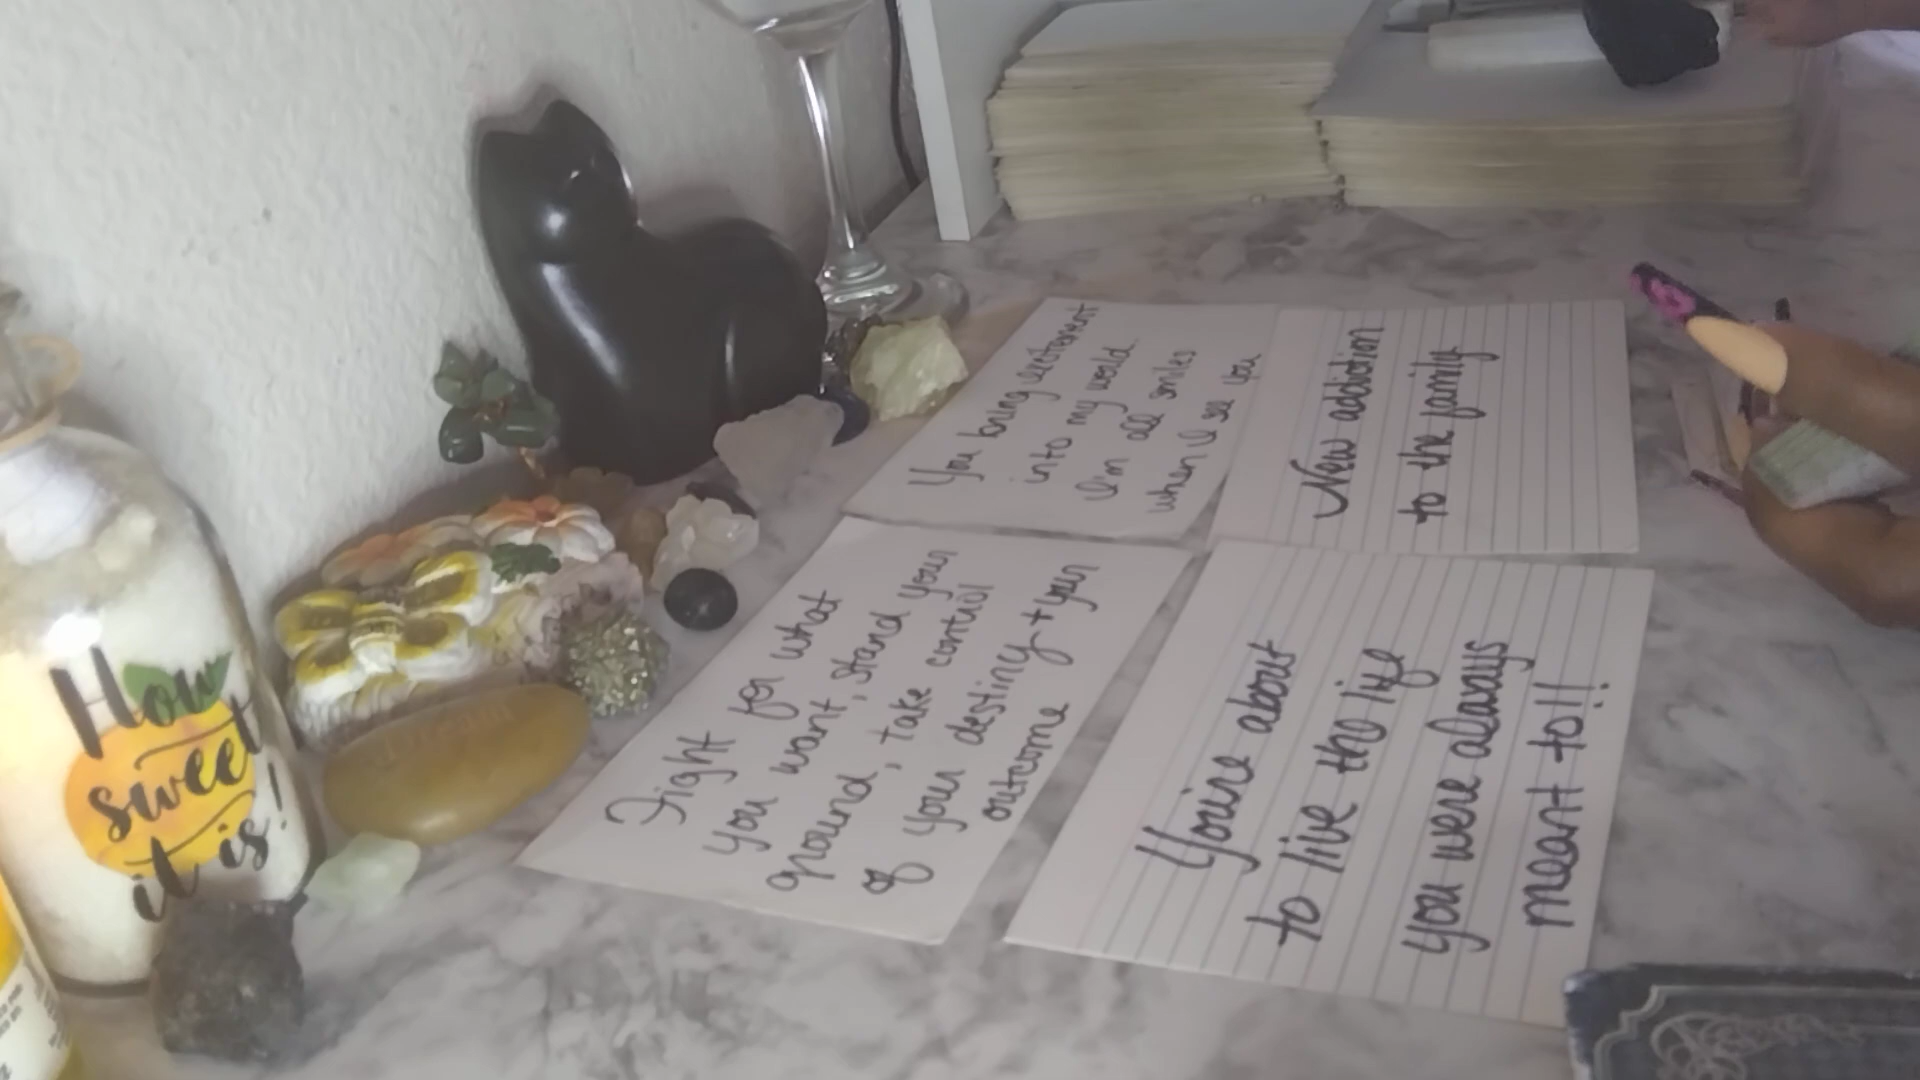 You bring excitement
into my world.
I'm all smiles
when I see you
New addiction
to the family
Fight for what
you want, stand your
ground, take control
of your destiny + your
outcome
You're about
to live the life
you were always
meant to!!
How
sweet
it is!